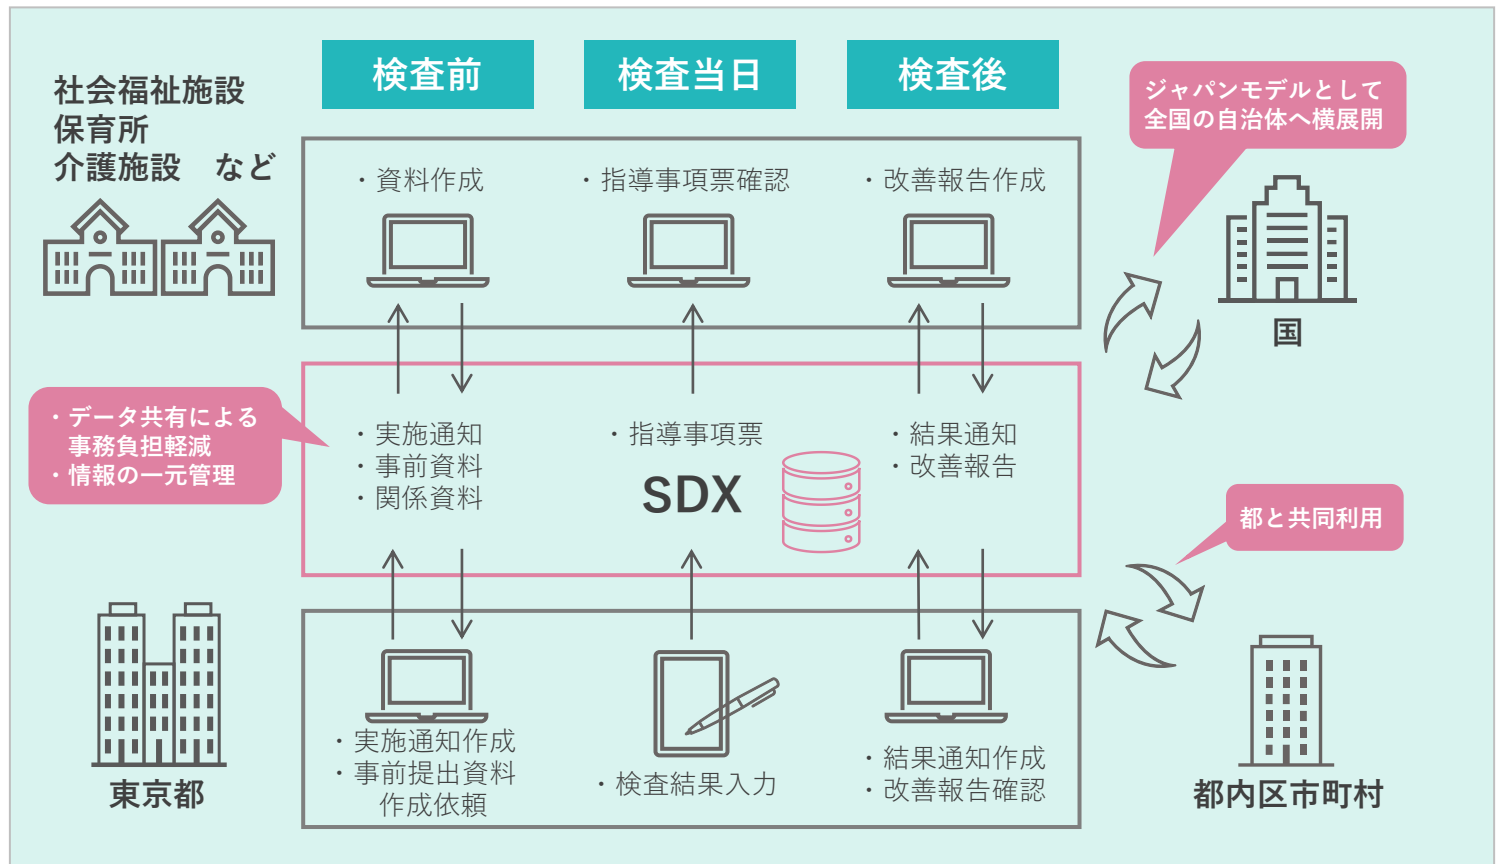 検査前
検査当日
検査後
社会福祉施設
保育所
介護施設　など
ジャパンモデルとして
全国の自治体へ横展開
・資料作成
・指導事項票確認
・改善報告作成
国
・データ共有による
事務負担軽減
・情報の一元管理
・実施通知
・事前資料
・関係資料
・指導事項票
SDX
・結果通知
・改善報告
都と共同利用
東京都
・実施通知作成
・事前提出資料
作成依頼
・検査結果入力
・結果通知作成
・改善報告確認
都内区市町村